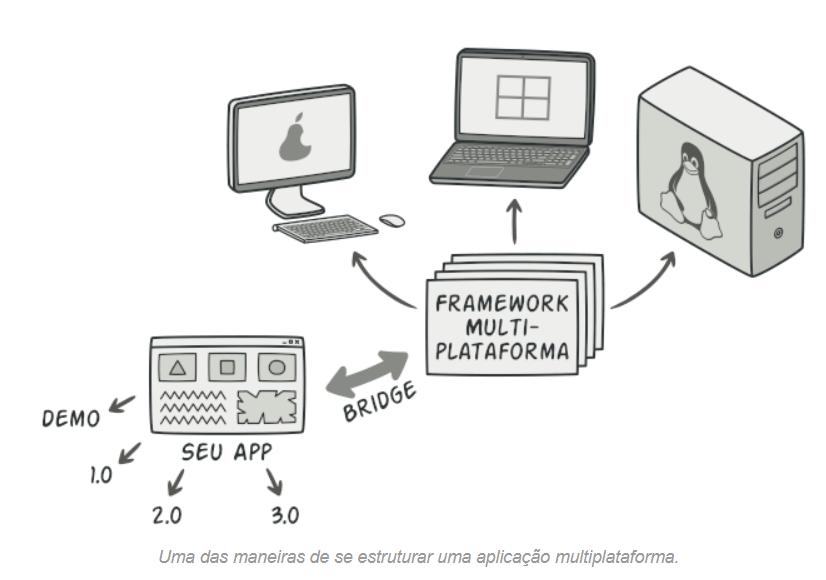 FRAMEWORK
MULTI-
PLATAFORMA
BRIDGE
SEU APP
DEMO
1.0
2.0
3.0
Uma das maneiras de se estruturar uma aplicação multiplataforma.